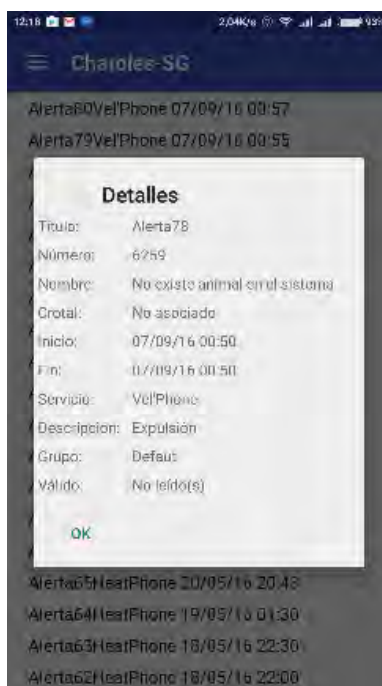 12:18 2,04K/s 93%
Charoles-SG
Alerta80Vel'Phone 07/09/16 00:57
Alerta79Vel'Phone 07/09/16 00:55
Detalles
Titulo: Alerta78
Número: 6259
Nombre: No existe animal en el sistema
Crotal: No asociado
Inicio: 07/09/16 00:50
Fin: 07/09/16 00:50
Servicio: Vel'Phone
Descripcion: Expulsión
Grupo: Defaut
Válido: No leído(s)
OK
Alerta65HeatPhone 20/05/16 20:43
Alerta64HeatPhone 19/05/16 01:30
Alerta63HeatPhone 18/05/16 22:30
Alerta62HeatPhone 18/05/16 22:00